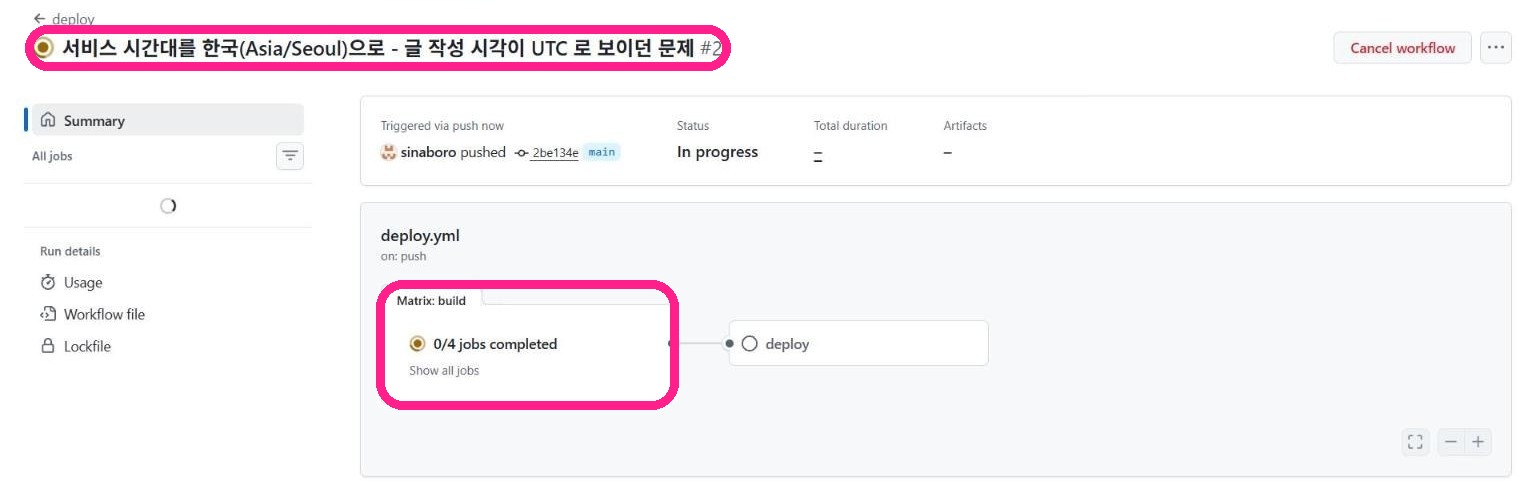 ← deploy
서비스 시간대를 한국(Asia/Seoul)으로 - 글 작성 시각이 UTC 로 보이던 문제 #2
Cancel workflow
Summary
All jobs
Run details
Usage
Workflow file
Lockfile
Triggered via push now
sinaboro pushed 2be134e main
Status
In progress
Total duration
–
Artifacts
–
deploy.yml
on: push
Matrix: build
0/4 jobs completed
Show all jobs
deploy